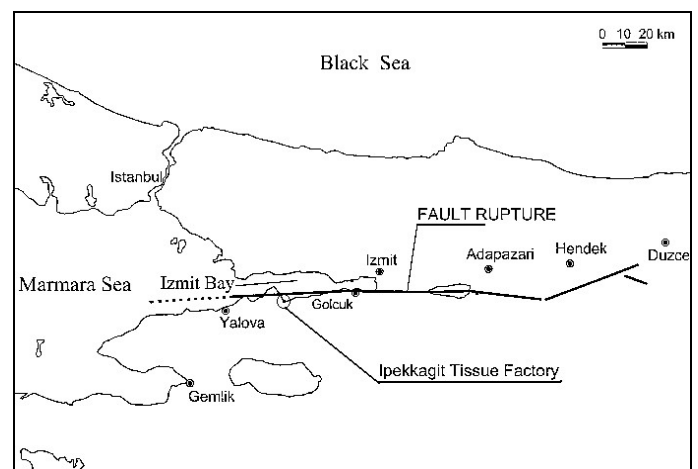 0 10 20 km
Black Sea
Istanbul
FAULT RUPTURE
Izmit
Adapazari
Hendek
Duzce
Marmara Sea
Izmit Bay
Golcuk
Yalova
Ipekkagit Tissue Factory
Gemlik